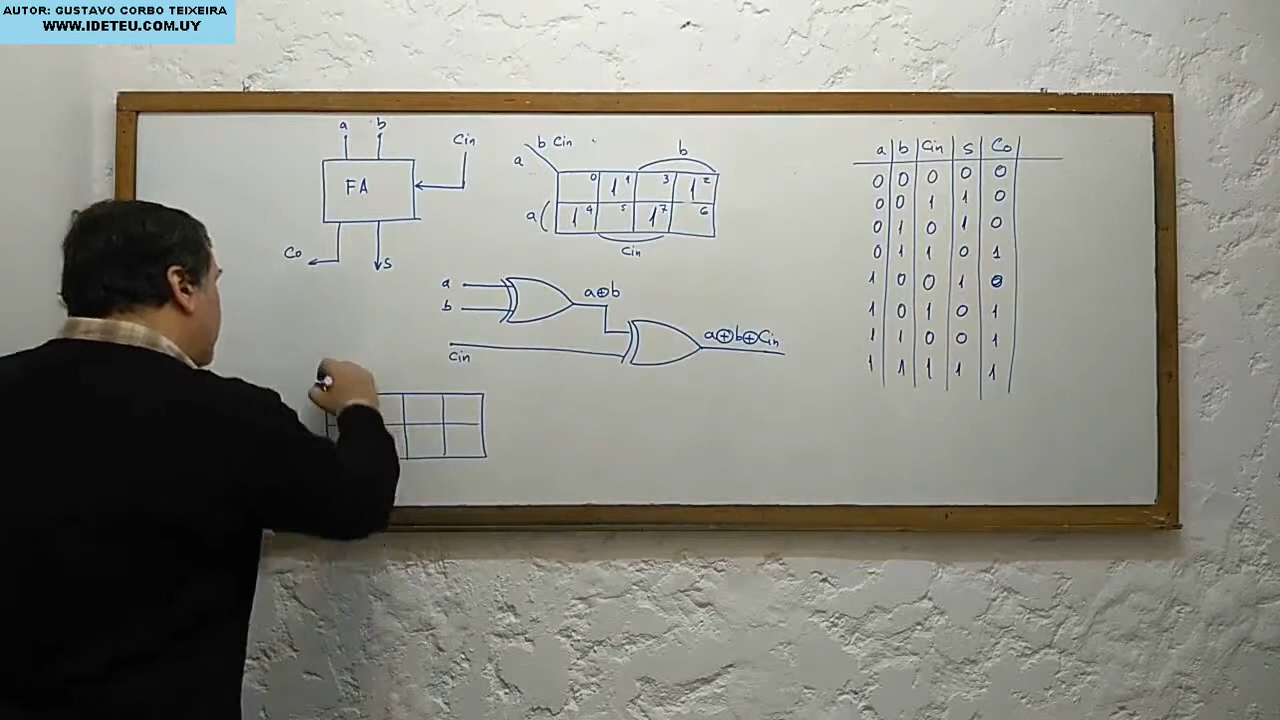 AUTOR: GUSTAVO CORBO TEIXEIRA
WWW.IDETEU.COM.UY
a b
Cin
FA
Co
S
b Cin
a
b
0 1 1 3 1 2
a 1 4 5 1 7 6
Cin
a
b
a⊕b
Cin
a⊕b⊕Cin
a b Cin S Co
0 0 0 0 0
0 0 1 1 0
0 1 0 1 0
0 1 1 0 1
1 0 0 1 0
1 0 1 0 1
1 1 0 0 1
1 1 1 1 1